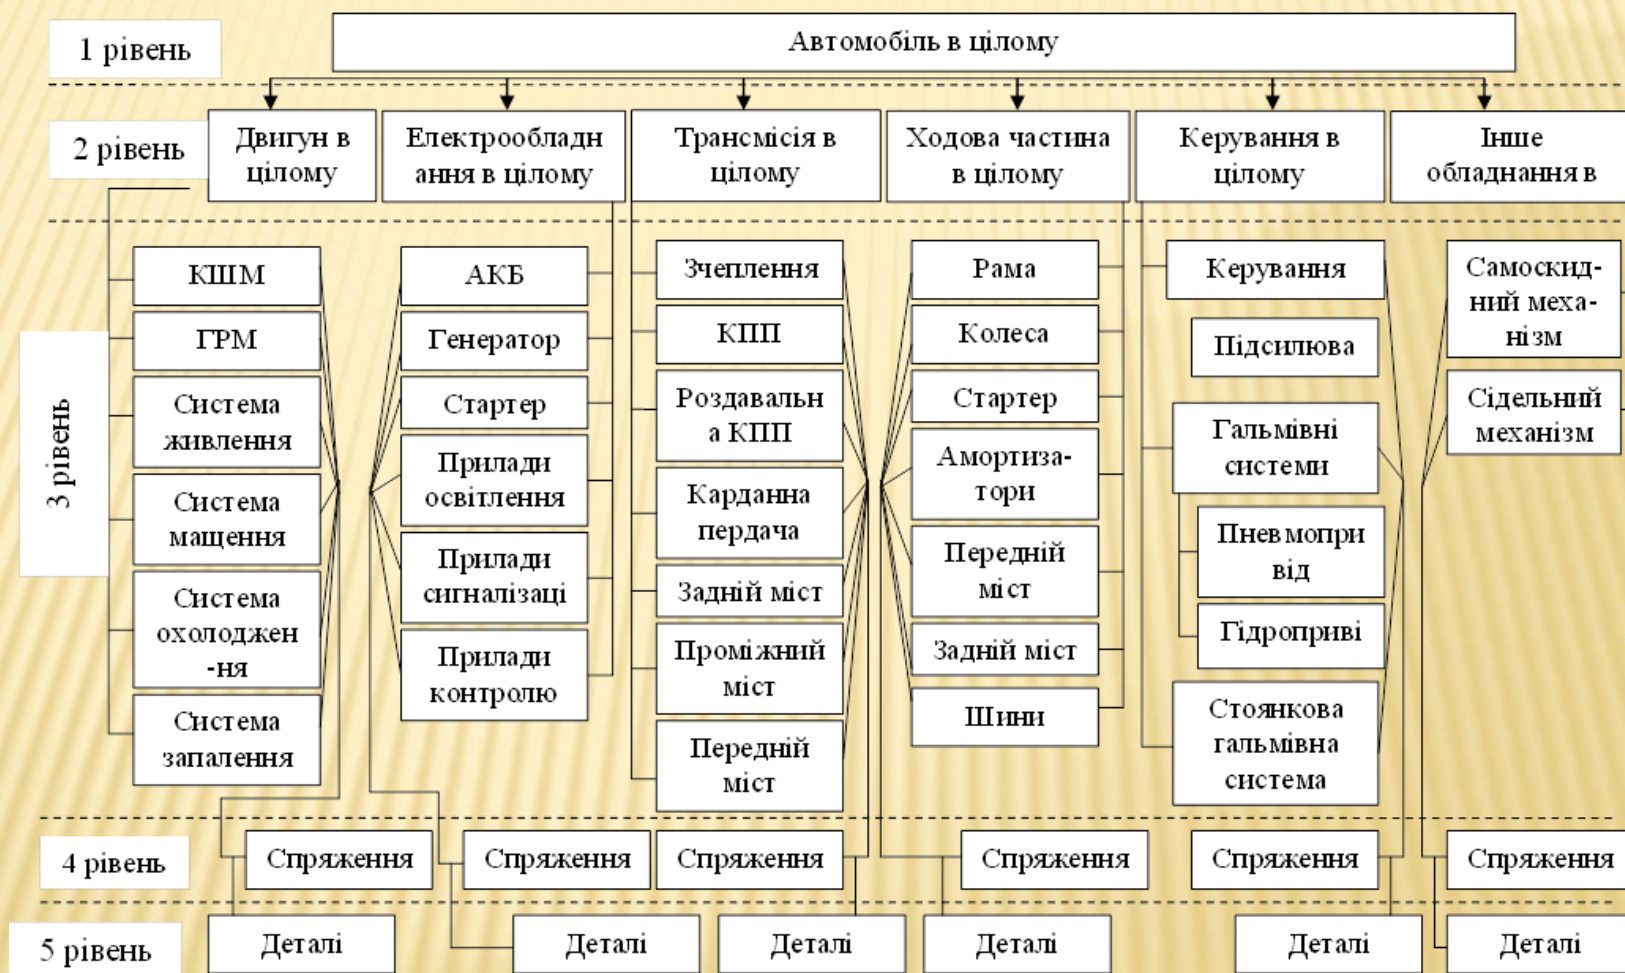 1 рівень
Автомобіль в цілому
2 рівень
Двигун в
цілому
Електрообладн
ання в цілому
Трансмісія в
цілому
Ходова частина
в цілому
Керування в
цілому
Інше
обладнання в
3 рівень
КШМ
ГРМ
Система
живлення
Система
мащення
Система
охолоджен
-ня
Система
запалення
АКБ
Генератор
Стартер
Прилади
освітлення
Прилади
сигналізаці
Прилади
контролю
Зчеплення
КПП
Роздавальн
а КПП
Карданна
пердача
Задній міст
Проміжний
міст
Передній
міст
Рама
Колеса
Стартер
Амортиза-
тори
Передній
міст
Задній міст
Шини
Керування
Підсилюва
Гальмівні
системи
Пневмопри
від
Гідроприві
Стоянкова
гальмівна
система
Самоскид-
ний меха-
нізм
Сідельний
механізм
4 рівень
Спряження
Спряження
Спряження
Спряження
Спряження
Спряження
5 рівень
Деталі
Деталі
Деталі
Деталі
Деталі
Деталі